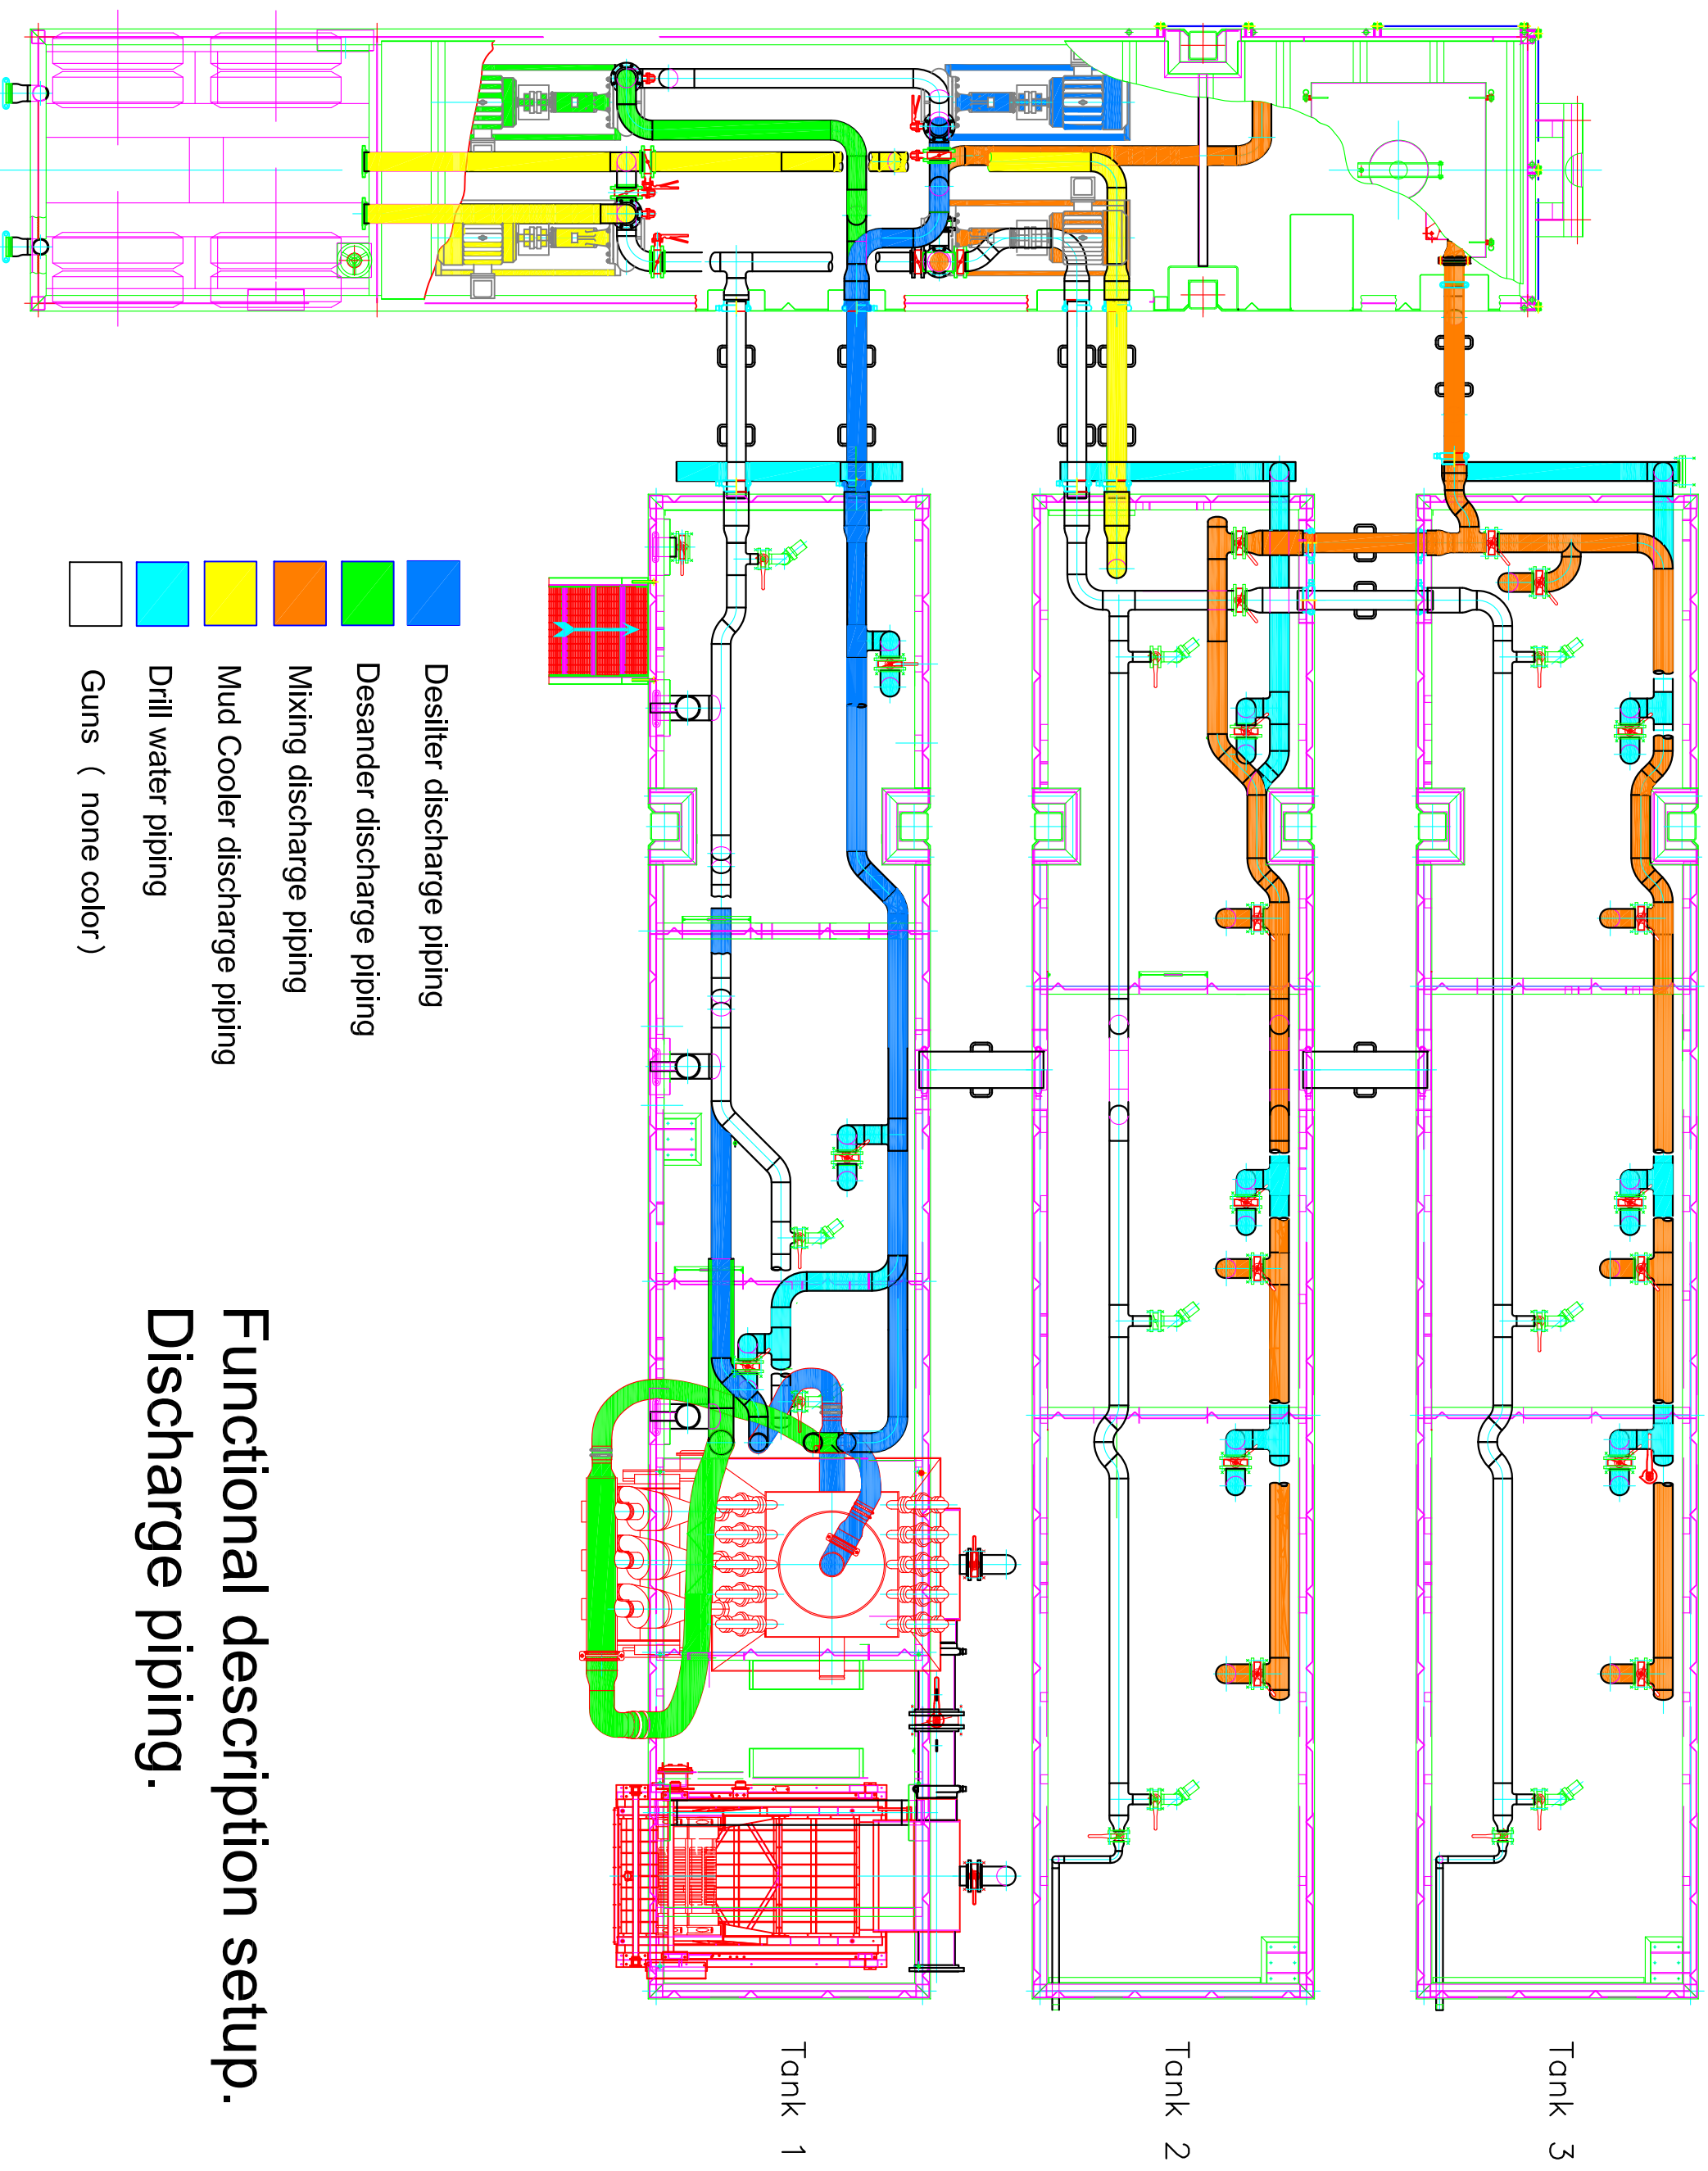 Tank 3
Tank 2
Tank 1
Desilter discharge piping
Desander discharge piping
Mixing discharge piping
Mud Cooler discharge piping
Drill water piping
Guns ( none color )
Functional description setup.
Discharge piping.